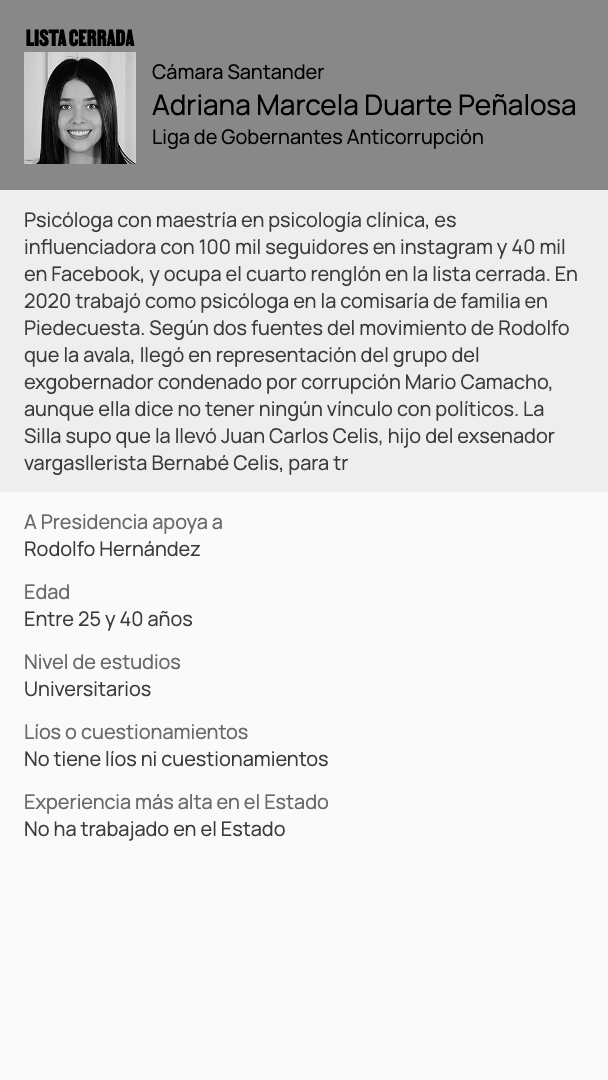 LISTA CERRADA
Cámara Santander
Adriana Marcela Duarte Peñalosa
Liga de Gobernantes Anticorrupción
Psicóloga con maestría en psicología clínica, es
influenciadora con 100 mil seguidores en instagram y 40 mil
en Facebook, y ocupa el cuarto renglón en la lista cerrada. En
2020 trabajó como psicóloga en la comisaría de familia en
Piedecuesta. Según dos fuentes del movimiento de Rodolfo
que la avala, llegó en representación del grupo del
exgobernador condenado por corrupción Mario Camacho,
aunque ella dice no tener ningún vínculo con políticos. La
Silla supo que la llevó Juan Carlos Celis, hijo del exsenador
vargasllerista Bernabé Celis, para tr
A Presidencia apoya a
Rodolfo Hernández
Edad
Entre 25 y 40 años
Nivel de estudios
Universitarios
Líos o cuestionamientos
No tiene líos ni cuestionamientos
Experiencia más alta en el Estado
No ha trabajado en el Estado